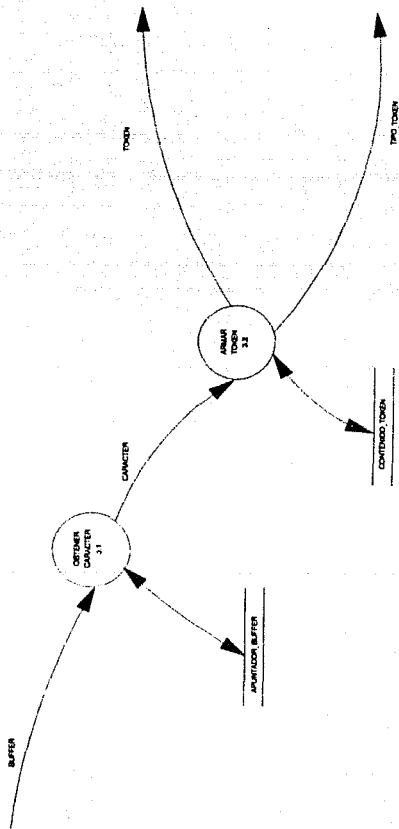 BUFFER
OBTENER
CARACTER
3.1
APUNTADOR_BUFFER
CARACTER
ARMAR
TOKEN
3.2
CONTENIDO_TOKEN
TOKEN
TIPO_TOKEN